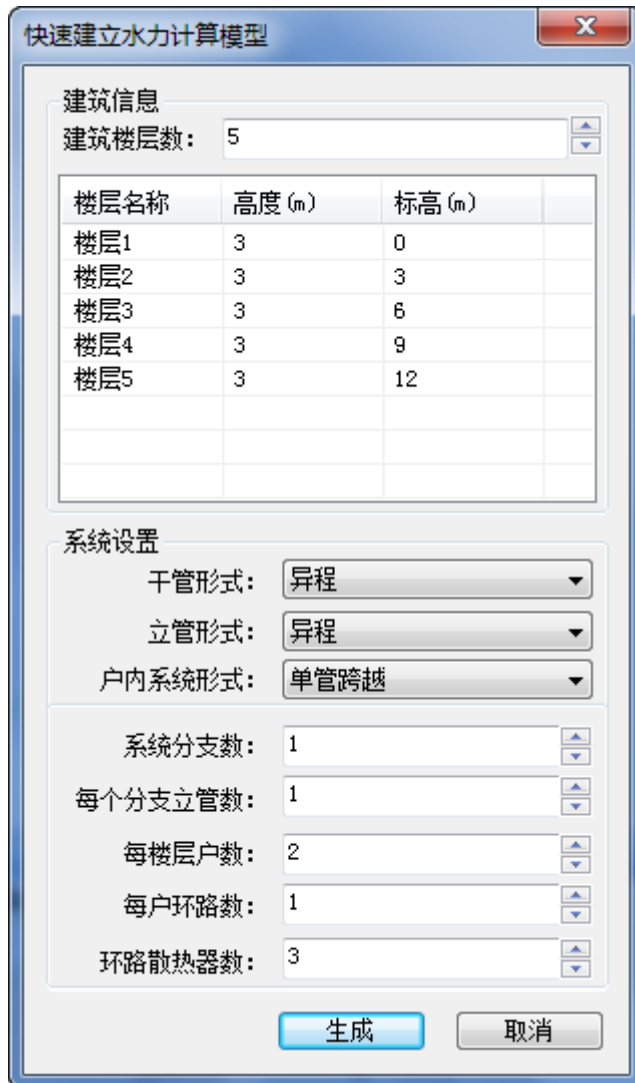 快速建立水力计算模型
建筑信息
建筑楼层数: 5
楼层名称 高度(m) 标高(m)
楼层1 3 0
楼层2 3 3
楼层3 3 6
楼层4 3 9
楼层5 3 12
系统设置
干管形式: 异程
立管形式: 异程
户内系统形式: 单管跨越
系统分支数: 1
每个分支立管数: 1
每楼层户数: 2
每户环路数: 1
环路散热器数: 3
生成 取消